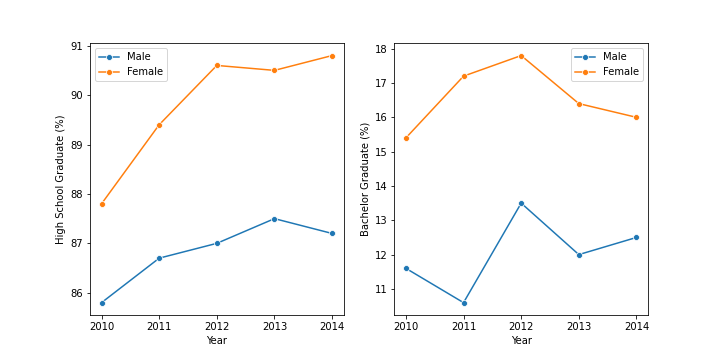 91
90
89
88
87
86
High School Graduate (%)
Male
Female
2010 2011 2012 2013 2014
Year
18
17
16
15
14
13
12
11
Bachelor Graduate (%)
Male
Female
2010 2011 2012 2013 2014
Year